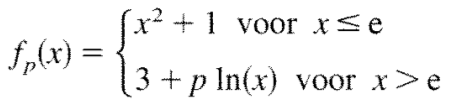 f_p(x) = { x² + 1 voor x ≤ e
3 + p ln(x) voor x > e